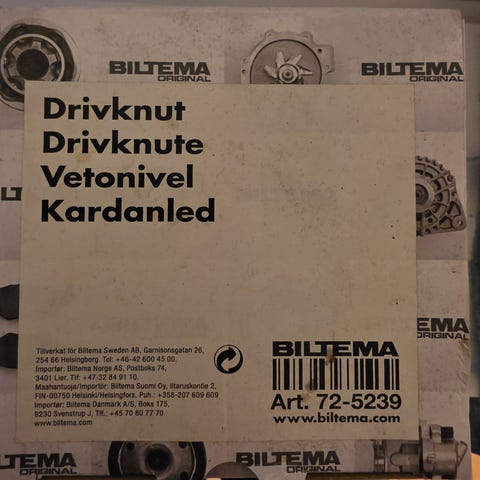 BILTEMA
ORIGINAL
BILTEMA
ORIGINAL
Drivknut
Drivknute
Vetonivel
Kardanled
LT
EMA
Tillverkat för Biltema Sweden AB, Garnisonsgatan 26,
254 66 Helsingborg. Tel: +46-42 600 45 00.
Importør: Biltema Norge AS, Postboks 74,
3401 Lier. Tlf: +47-32 84 91 10.
Maahantuoja/Importör: Biltema Suomi Oy, Iltaruskontie 2,
FIN-00750 Helsinki/Helsingfors. Puh.: +358-207 609 609
Importør: Biltema Danmark A/S, Boks 175,
9230 Svenstrup J, Tlf.: +45 70 80 77 70
www.biltema.com
BILTEMA
Art. 72-5239
www.biltema.com
LTEMA
ORIGINAL
BILTEMA
ORIGINAL